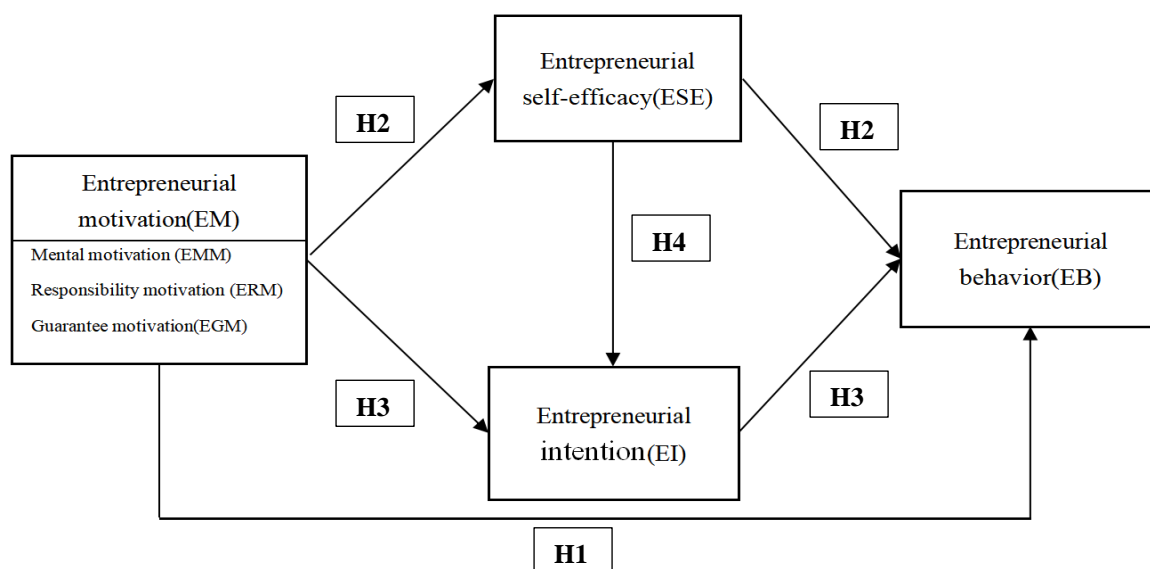 Entrepreneurial
self-efficacy(ESE)
H2
H2
Entrepreneurial
motivation(EM)
Mental motivation (EMM)
Responsibility motivation (ERM)
Guarantee motivation(EGM)
H4
Entrepreneurial
behavior(EB)
H3
H3
Entrepreneurial
intention(EI)
H1